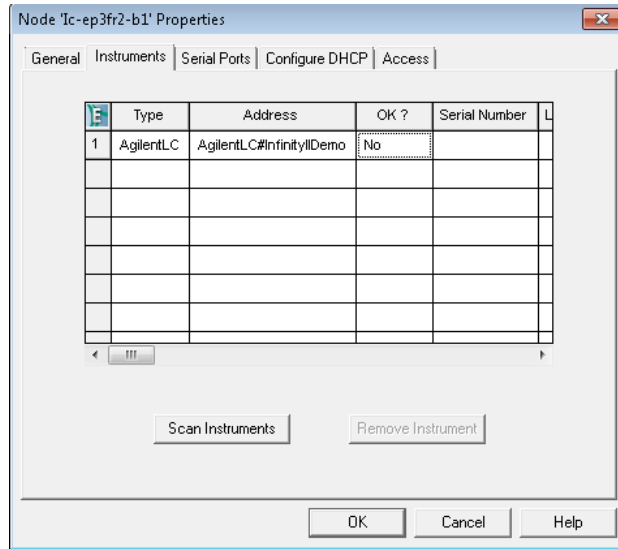 Node 'Ic-ep3fr2-b1' Properties
General Instruments Serial Ports Configure DHCP Access
E Type Address OK ? Serial Number L
1 AgilentLC AgilentLC#InfinityIIDemo No
Scan Instruments Remove Instrument
OK Cancel Help